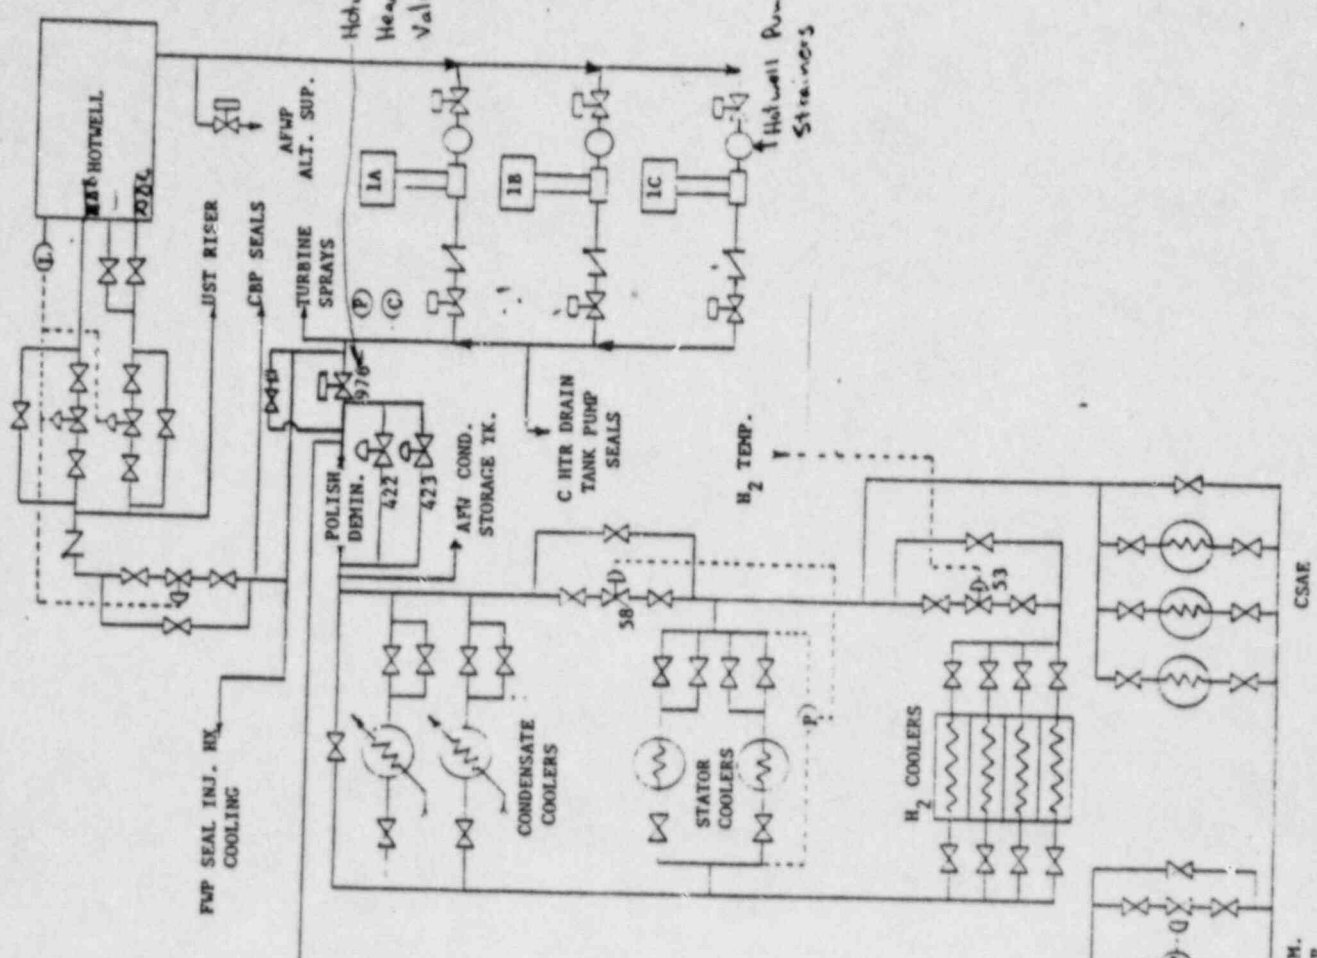 HOTWELL
AFWP
ALT. SUP.
Val
Hotwell
Strainers
1A
1B
1C
L
UST RISER
CBP SEALS
TURBINE
SPRAYS
P
C
POLISH
DEMIN.
422
423
AFW COND.
STORAGE TK.
C HTR DRAIN
TANK PUMP
SEALS
H2 TEMP.
FWP SEAL INJ. HX
COOLING
CONDENSATE
COOLERS
58
STATOR
COOLERS
P
H2 COOLERS
53
CSAE
M.